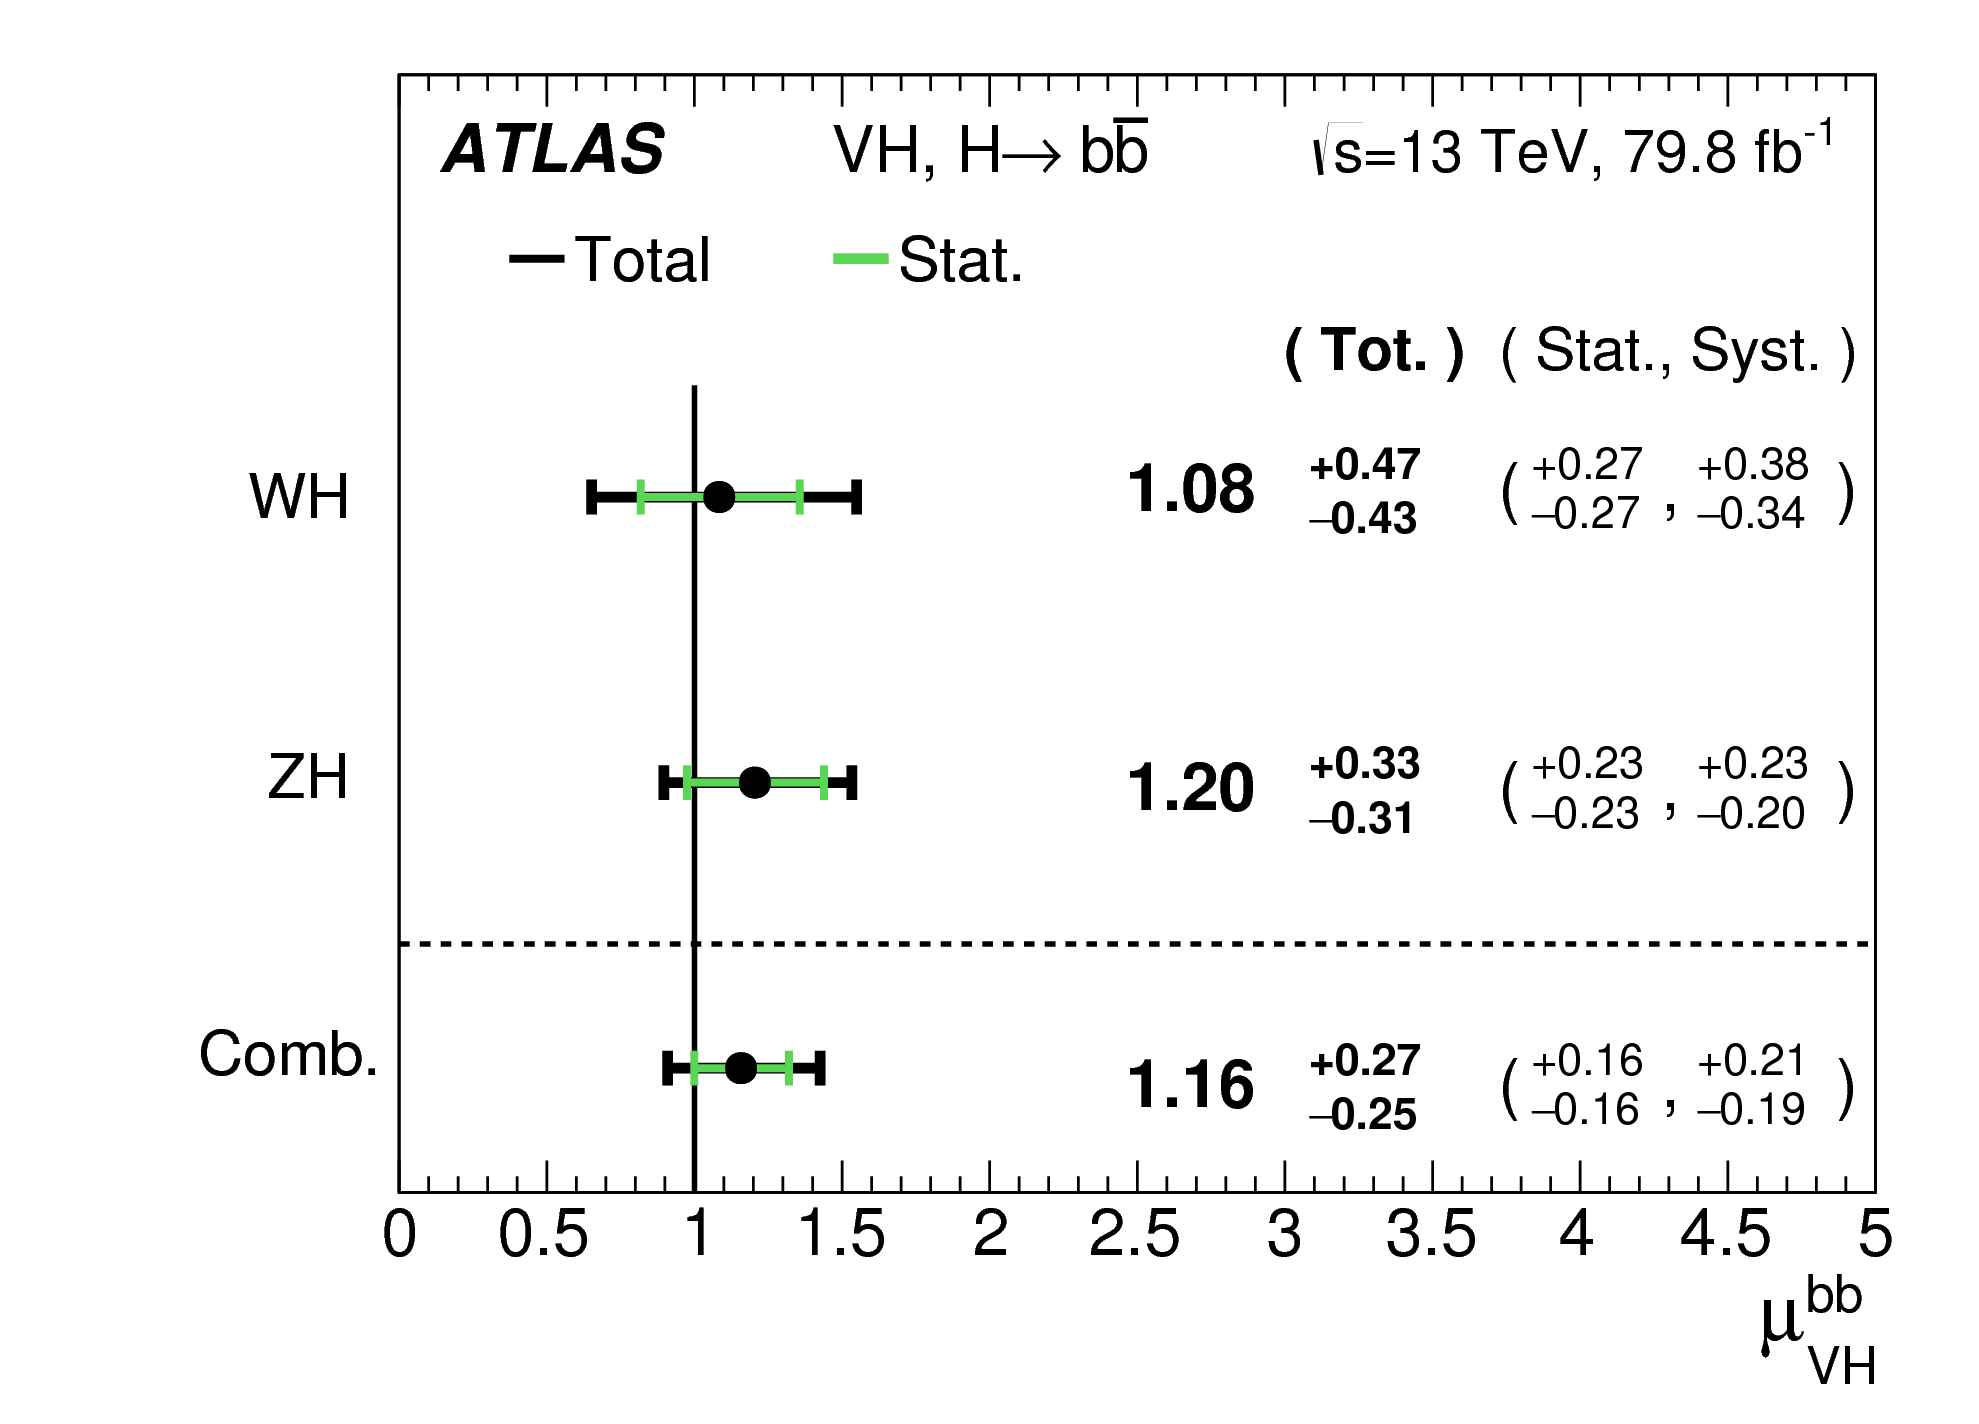 ATLAS VH, H→ bb̅ √s=13 TeV, 79.8 fb⁻¹
Total Stat.
( Tot. ) ( Stat., Syst. )
WH 1.08 +0.47 −0.43 ( +0.27 −0.27 , +0.38 −0.34 )
ZH 1.20 +0.33 −0.31 ( +0.23 −0.23 , +0.23 −0.20 )
Comb. 1.16 +0.27 −0.25 ( +0.16 −0.16 , +0.21 −0.19 )
0 0.5 1 1.5 2 2.5 3 3.5 4 4.5 5
μ bb VH